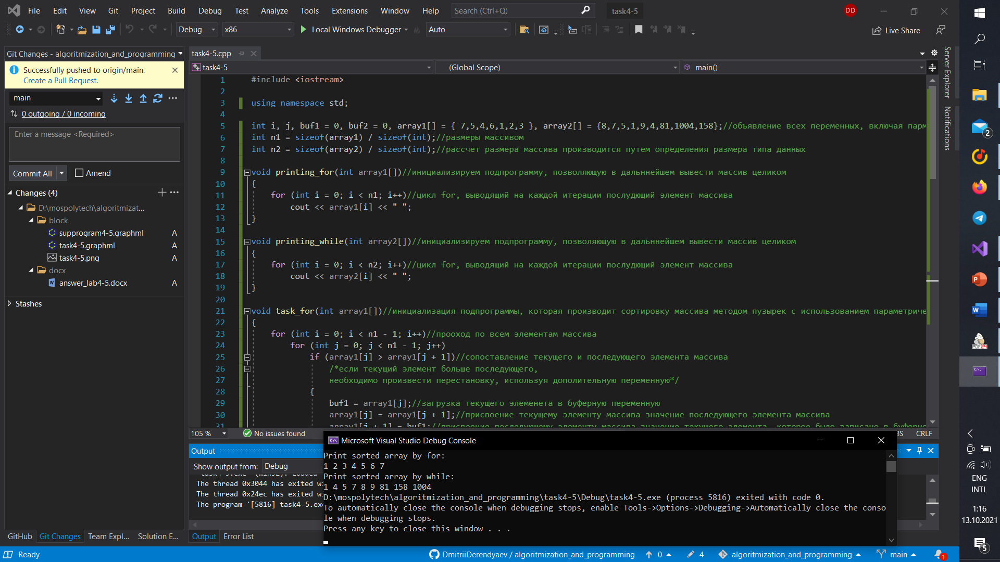 File Edit View Git Project Build Debug Test Analyze Tools Extensions Window Help Search (Ctrl+Q) task4-5 DD
Debug x86 Local Windows Debugger Auto Live Share
Git Changes - algoritmization_and_programming
Successfully pushed to origin/main.
Create a Pull Request.
main
0 outgoing / 0 incoming
Enter a message <Required>
Commit All Amend
Changes (4)
D:\mospolytech\algoritmizat...
block
supprogram4-5.graphml A
task4-5.graphml A
task4-5.png A
docx
answer_lab4-5.docx A
Stashes
GitHub Git Changes Team Expl... Solution E...
task4-5.cpp
task4-5 (Global Scope) main()
1 #include <iostream>
2
3 using namespace std;
4
5 int i, j, buf1 = 0, buf2 = 0, array1[] = { 7,5,4,6,1,2,3 }, array2[] = {8,7,5,1,9,4,81,1004,158};//объявление всех переменных, включая парм
6 int n1 = sizeof(array1) / sizeof(int);//размеры массивом
7 int n2 = sizeof(array2) / sizeof(int);//рассчет размера массива производится путем определения размера типа данных
8
9 void printing_for(int array1[])//инициализируем подпрограмму, позволяющую в дальннейшем вывести массив целиком
10 {
11 for (int i = 0; i < n1; i++)//цикл for, выводящий на каждой итерации послудющий элемент массива
12 cout << array1[i] << " ";
13 }
14
15 void printing_while(int array2[])//инициализируем подпрограмму, позволяющую в дальннейшем вывести массив целиком
16 {
17 for (int i = 0; i < n2; i++)//цикл for, выводящий на каждой итерации послудющий элемент массива
18 cout << array2[i] << " ";
19 }
20
21 void task_for(int array1[])//инициализация подпрограммы, которая производит сортировку массива методом пузырек с использованием параметриче
22 {
23 for (int i = 0; i < n1 - 1; i++)//прооход по всем элементам массива
24 for (int j = 0; j < n1 - 1; j++)
25 if (array1[j] > array1[j + 1])//сопоставление текущего и последующего элемента массива
26 /*если текущий элемент больше последующего,
27 необходимо произвести перестановку, используя дополительную переменную*/
28 {
29 buf1 = array1[j];//загрузка текущего элеменета в буферную переменную
30 array1[j] = array1[j + 1];//присвоение текущему элементу массива значение последующего элемента массива
31 array1[j + 1] = buf1;//присвоение последующему элементу массива значение текущего элемента, которое было записано в буферно
105 % No issues found CRLF
Output
Show output from: Debug
The thread 0x3044 has exited wi
The thread 0x24ec has exited wi
The program '[5816] task4-5.exe
Output Error List
Microsoft Visual Studio Debug Console
Print sorted array by for:
1 2 3 4 5 6 7
Print sorted array by while:
1 4 5 7 8 9 81 158 1004
D:\mospolytech\algoritmization_and_programming\task4-5\Debug\task4-5.exe (process 5816) exited with code 0.
To automatically close the console when debugging stops, enable Tools->Options->Debugging->Automatically close the conso
le when debugging stops.
Press any key to close this window . . .
Server Explorer
Notifications
2
PDF24
ENG
INTL
1:16
13.10.2021
5
Ready DmitriiDerendyaev / algoritmization_and_programming 0 4 algoritmization_and_programming main 1